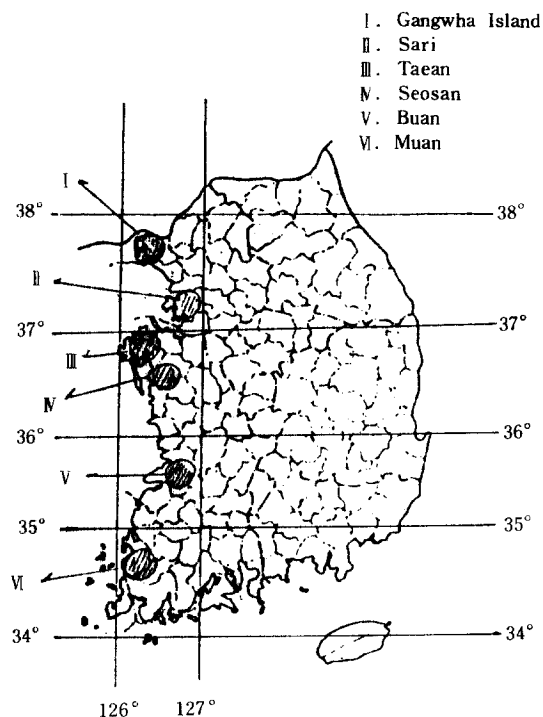 Ⅰ. Gangwha Island
Ⅱ. Sari
Ⅲ. Taean
Ⅳ. Seosan
Ⅴ. Buan
Ⅵ. Muan
Ⅰ
38° 38°
Ⅱ
37° 37°
Ⅲ
Ⅳ
36° 36°
Ⅴ
35° 35°
Ⅵ
34° 34°
126° 127°